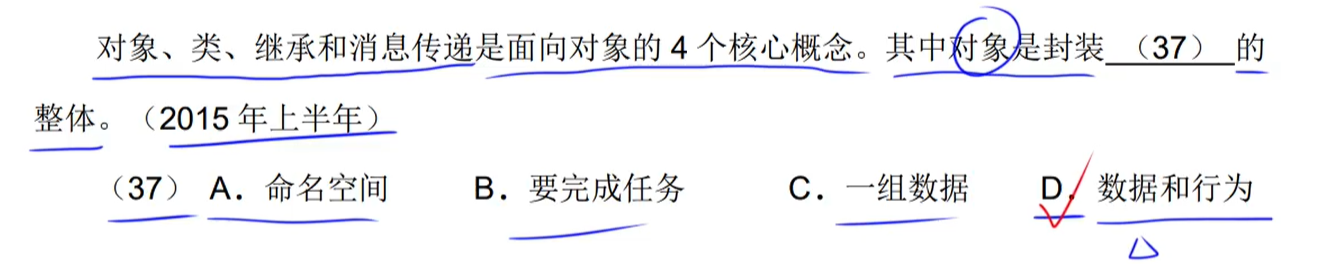 对象、类、继承和消息传递是面向对象的 4 个核心概念。其中对象是封装 （37） 的
整体。（2015 年上半年）
（37） A．命名空间 B．要完成任务 C．一组数据 D．数据和行为